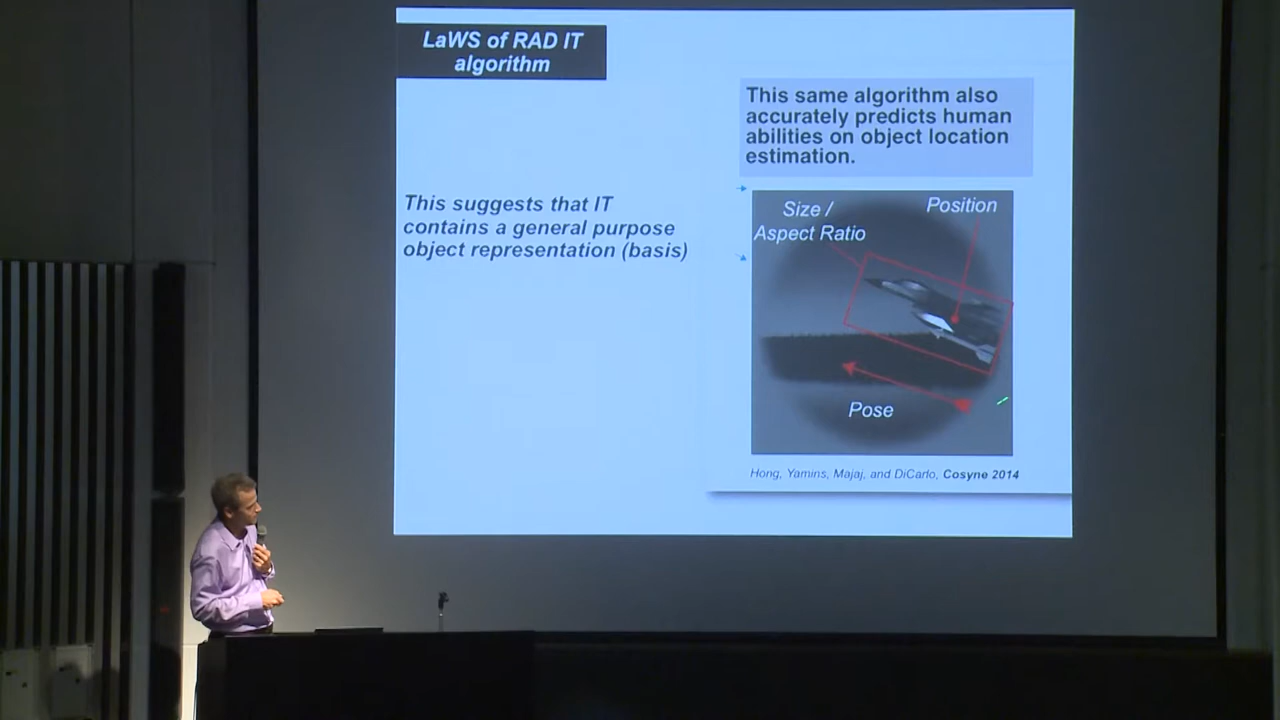 LaWS of RAD IT
algorithm
This same algorithm also
accurately predicts human
abilities on object location
estimation.
This suggests that IT
contains a general purpose
object representation (basis)
Size /
Aspect Ratio
Position
Pose
Hong, Yamins, Majaj, and DiCarlo, Cosyne 2014